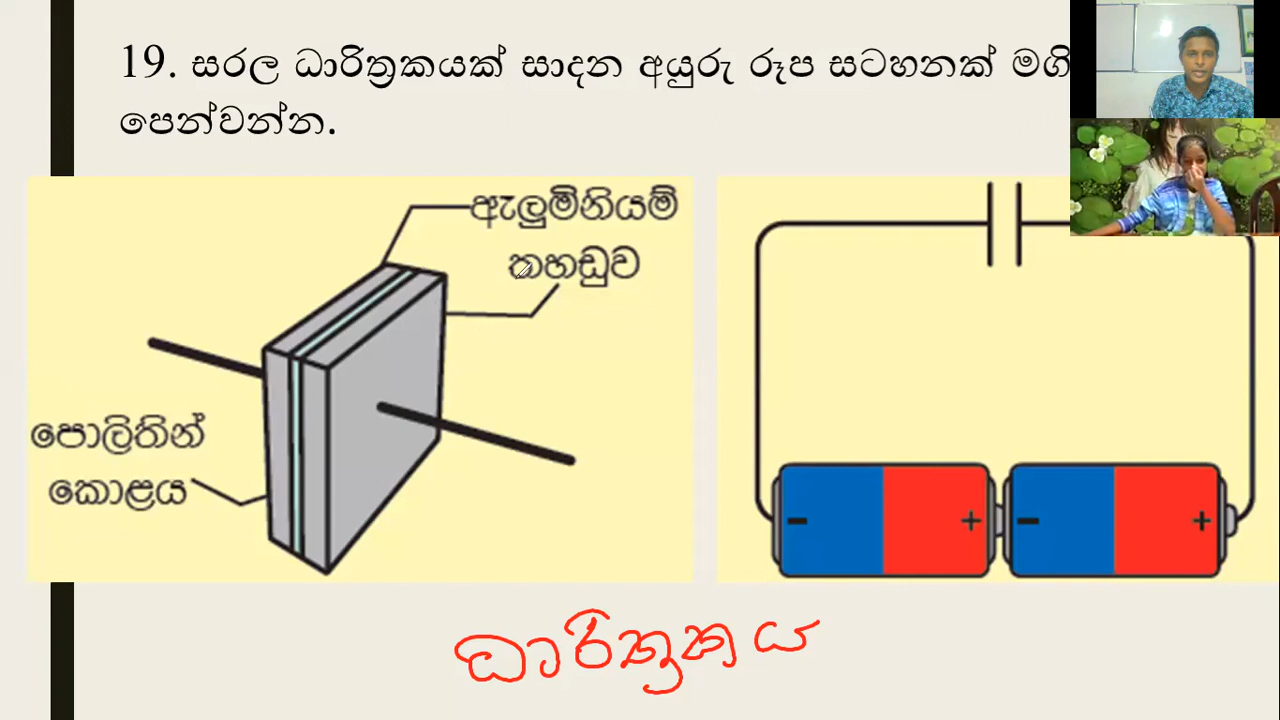 19. සරල ධාරිත්‍රකයක් සාදන අයුරු රූප සටහනක් මගි
පෙන්වන්න.
ඇලුමිනියම්
තහඩුව
පොලිතින්
කොළය
- + - +
ධාරිත්‍රකය